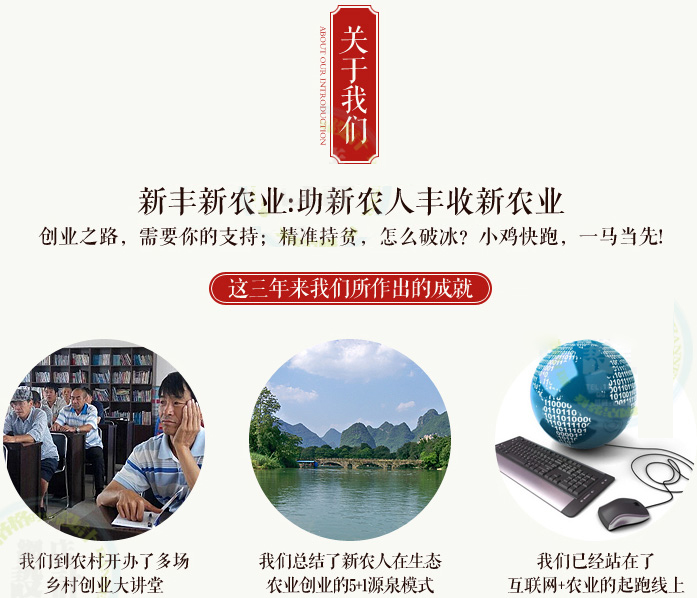 关于我们
ABOUT OUR INTRODUCTION
新丰新农业:助新农人丰收新农业
创业之路，需要你的支持；精准持贫，怎么破冰？小鸡快跑，一马当先!
这三年来我们所作出的成就
我们到农村开办了多场
乡村创业大讲堂
我们总结了新农人在生态
农业创业的5+1源泉模式
我们已经站在了
互联网+农业的起跑线上